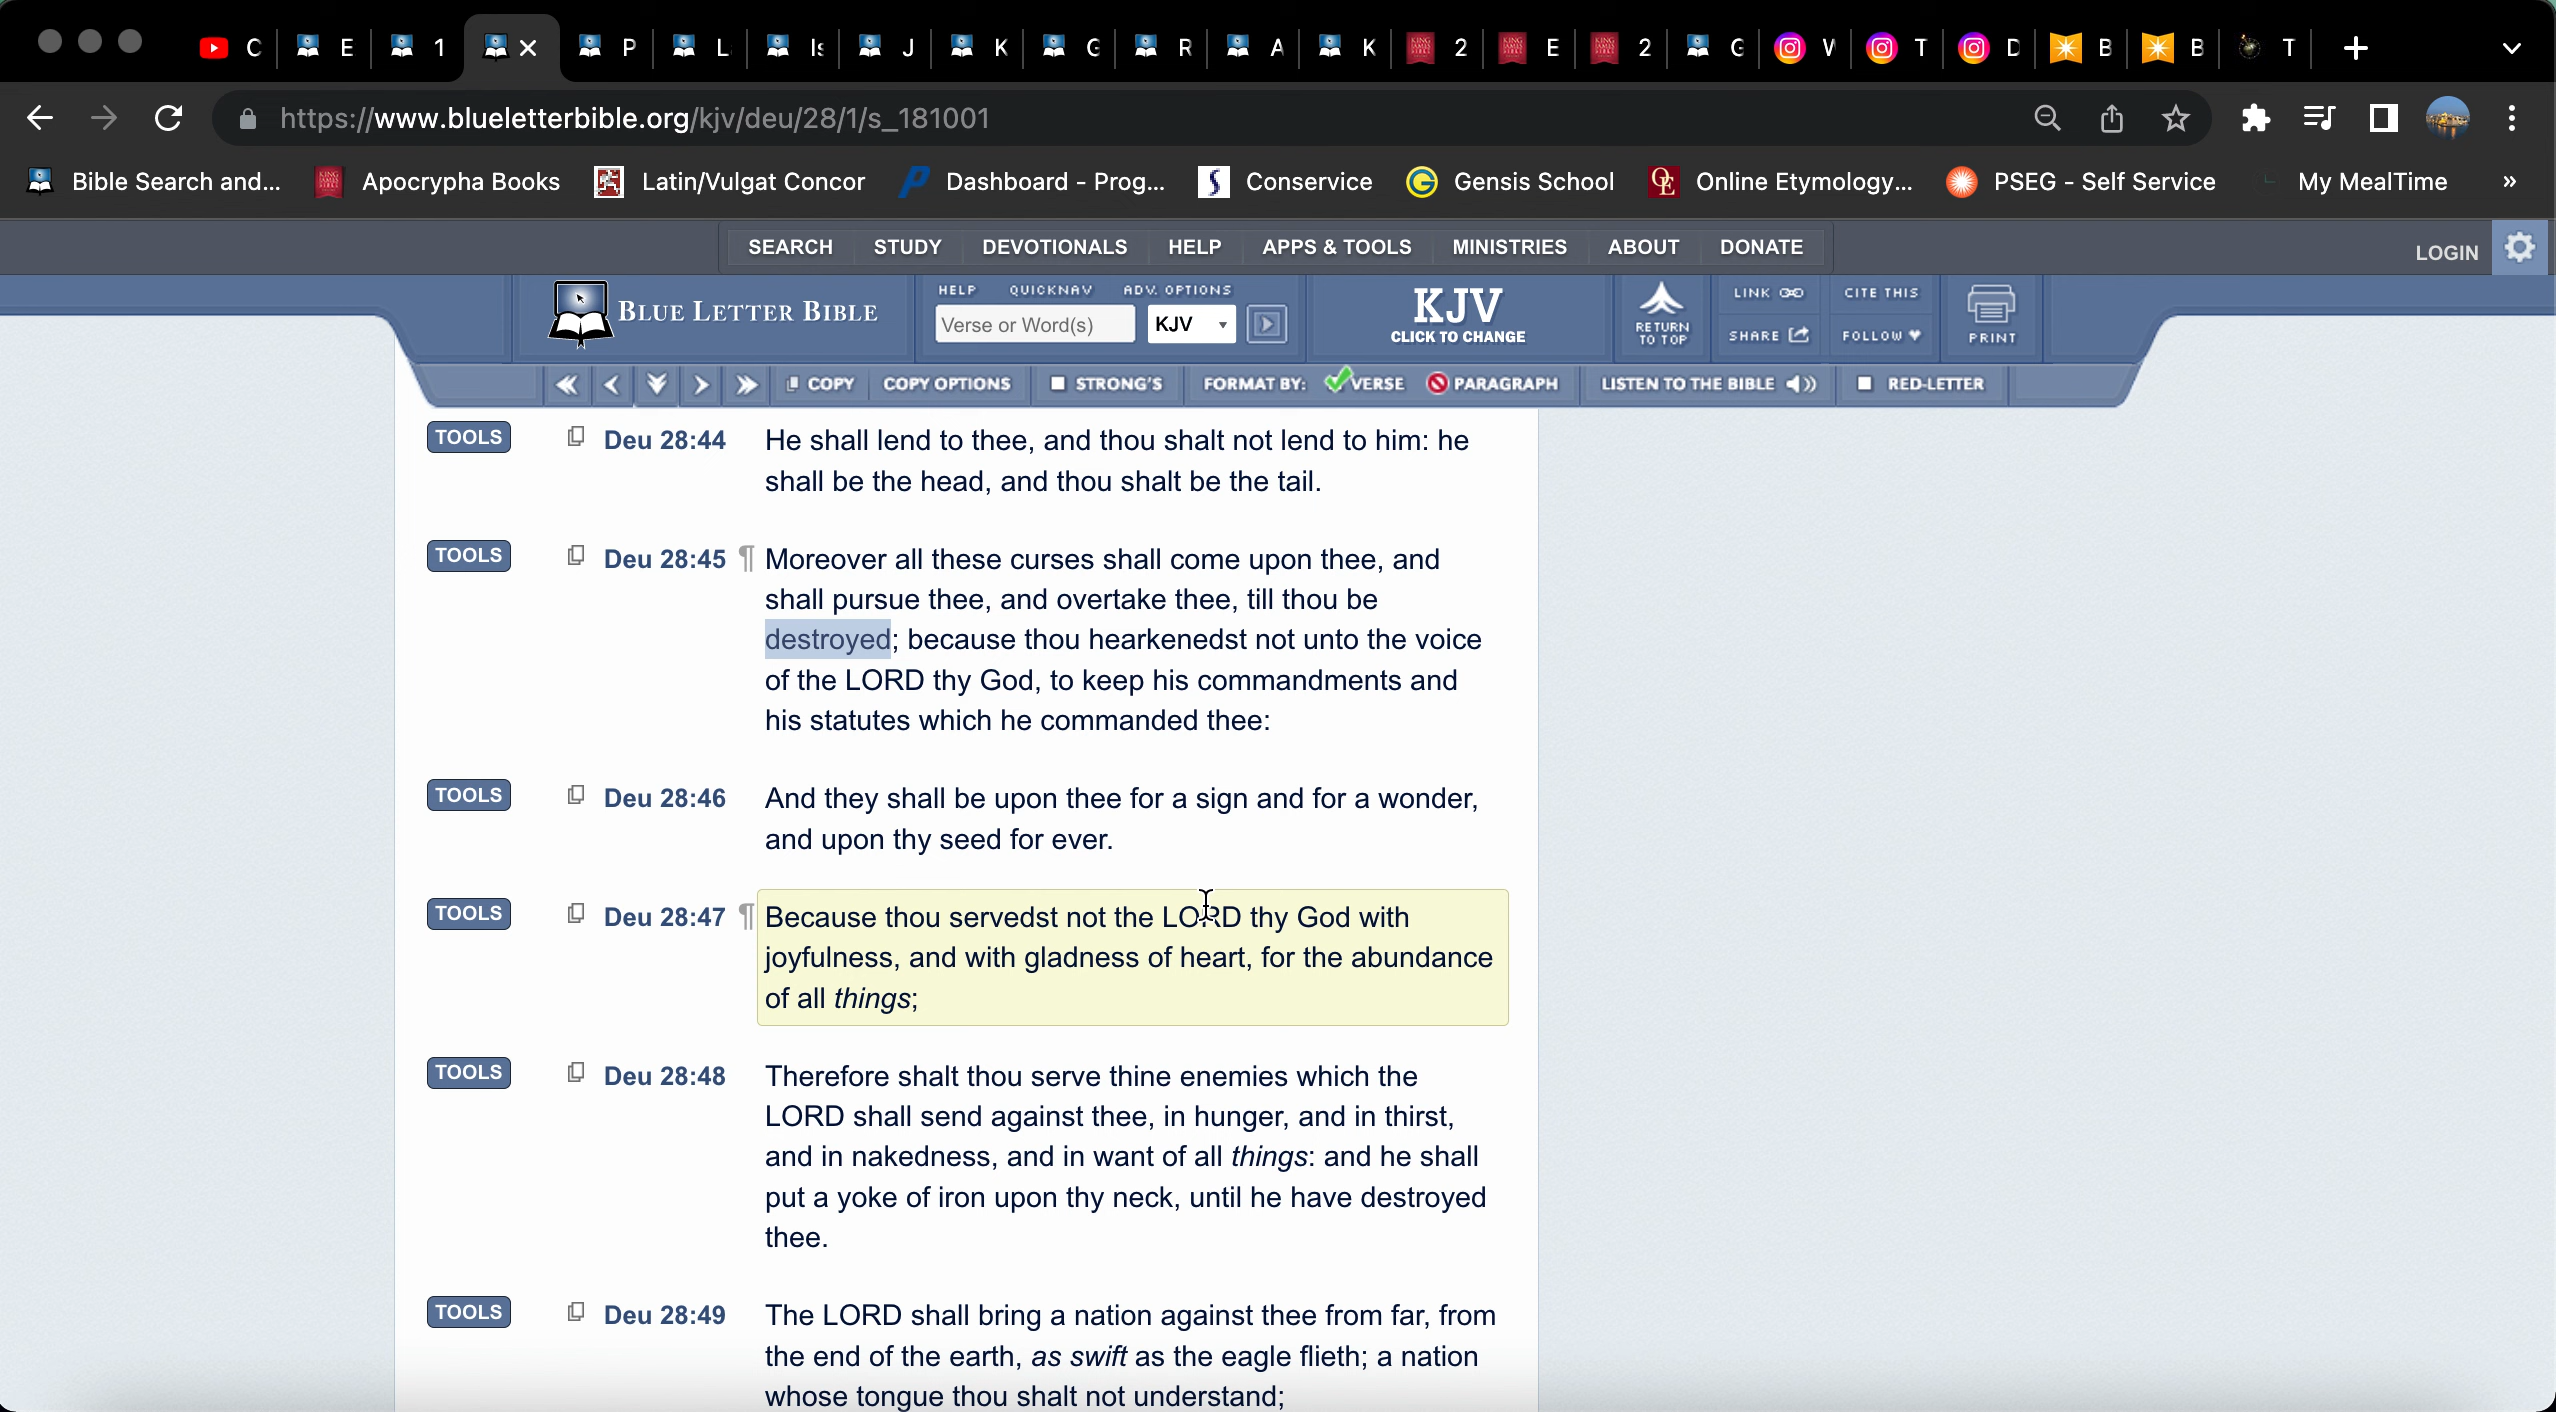 C E 1 P L Is J K G R A K 2 E 2 G V T D B B T
https://www.blueletterbible.org/kjv/deu/28/1/s_181001
Bible Search and... Apocrypha Books Latin/Vulgat Concor Dashboard - Prog... Conservice Gensis School Online Etymology... PSEG - Self Service My MealTime »
SEARCH STUDY DEVOTIONALS HELP APPS & TOOLS MINISTRIES ABOUT DONATE LOGIN
HELP QUICKNAV ADV. OPTIONS
BLUE LETTER BIBLE Verse or Word(s) KJV
KJV
CLICK TO CHANGE
RETURN
TO TOP
LINK CITE THIS
SHARE FOLLOW PRINT
COPY COPY OPTIONS STRONG'S FORMAT BY: VERSE PARAGRAPH LISTEN TO THE BIBLE RED-LETTER
TOOLS Deu 28:44 He shall lend to thee, and thou shalt not lend to him: he
shall be the head, and thou shalt be the tail.
TOOLS Deu 28:45 ¶ Moreover all these curses shall come upon thee, and
shall pursue thee, and overtake thee, till thou be
destroyed; because thou hearkenedst not unto the voice
of the LORD thy God, to keep his commandments and
his statutes which he commanded thee:
TOOLS Deu 28:46 And they shall be upon thee for a sign and for a wonder,
and upon thy seed for ever.
TOOLS Deu 28:47 ¶ Because thou servedst not the LORD thy God with
joyfulness, and with gladness of heart, for the abundance
of all things;
TOOLS Deu 28:48 Therefore shalt thou serve thine enemies which the
LORD shall send against thee, in hunger, and in thirst,
and in nakedness, and in want of all things: and he shall
put a yoke of iron upon thy neck, until he have destroyed
thee.
TOOLS Deu 28:49 The LORD shall bring a nation against thee from far, from
the end of the earth, as swift as the eagle flieth; a nation
whose tongue thou shalt not understand;